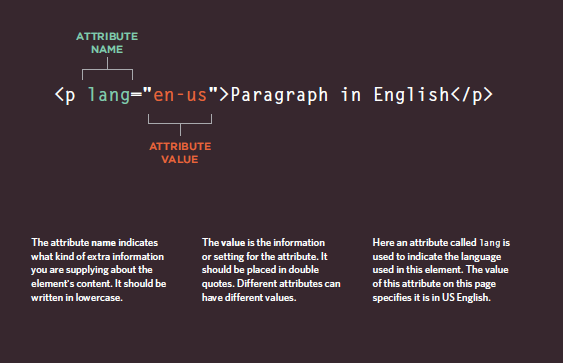 ATTRIBUTE
NAME
<p lang="en-us">Paragraph in English</p>
ATTRIBUTE
VALUE
The attribute name indicates
what kind of extra information
you are supplying about the
element's content. It should be
written in lowercase.
The value is the information
or setting for the attribute. It
should be placed in double
quotes. Different attributes can
have different values.
Here an attribute called lang is
used to indicate the language
used in this element. The value
of this attribute on this page
specifies it is in US English.